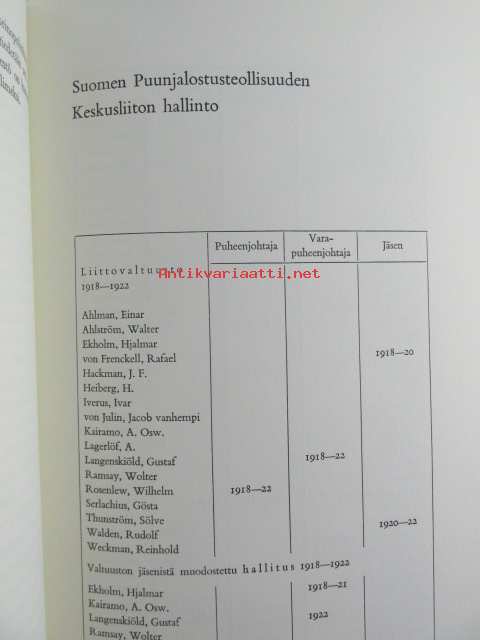 Suomen Puunjalostusteollisuuden
Keskusliiton hallinto
Puheenjohtaja Vara-puheenjohtaja Jäsen
Liittovaltuusto
Antikvariaatti.net
1918—1922
Ahlman, Einar
Ahlström, Walter
Ekholm, Hjalmar
von Frenckell, Rafael 1918—20
Hackman, J. F.
Heiberg, H.
Iverus, Ivar
von Julin, Jacob vanhempi
Kairamo, A. Osw.
Lagerlöf, A.
Langenskiöld, Gustaf 1918—22
Ramsay, Wolter
Rosenlew, Wilhelm 1918—22
Serlachius, Gösta
Thunström, Sölve 1920—22
Walden, Rudolf
Weckman, Reinhold
Valtuuston jäsenistä muodostettu hallitus 1918—1922
Ekholm, Hjalmar 1918—21
Kairamo, A. Osw.
Langenskiöld, Gustaf 1922
Ramsay, Wolter